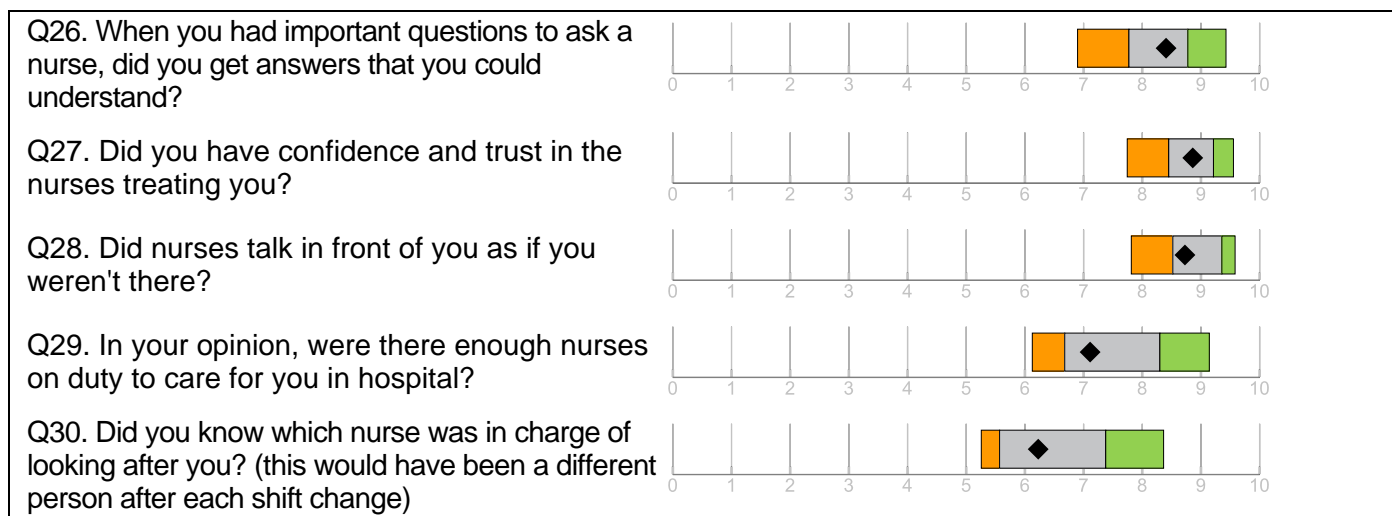 Q26. When you had important questions to ask a
nurse, did you get answers that you could
understand?
0 1 2 3 4 5 6 7 8 9 10
Q27. Did you have confidence and trust in the
nurses treating you?
0 1 2 3 4 5 6 7 8 9 10
Q28. Did nurses talk in front of you as if you
weren't there?
0 1 2 3 4 5 6 7 8 9 10
Q29. In your opinion, were there enough nurses
on duty to care for you in hospital?
0 1 2 3 4 5 6 7 8 9 10
Q30. Did you know which nurse was in charge of
looking after you? (this would have been a different
person after each shift change)
0 1 2 3 4 5 6 7 8 9 10